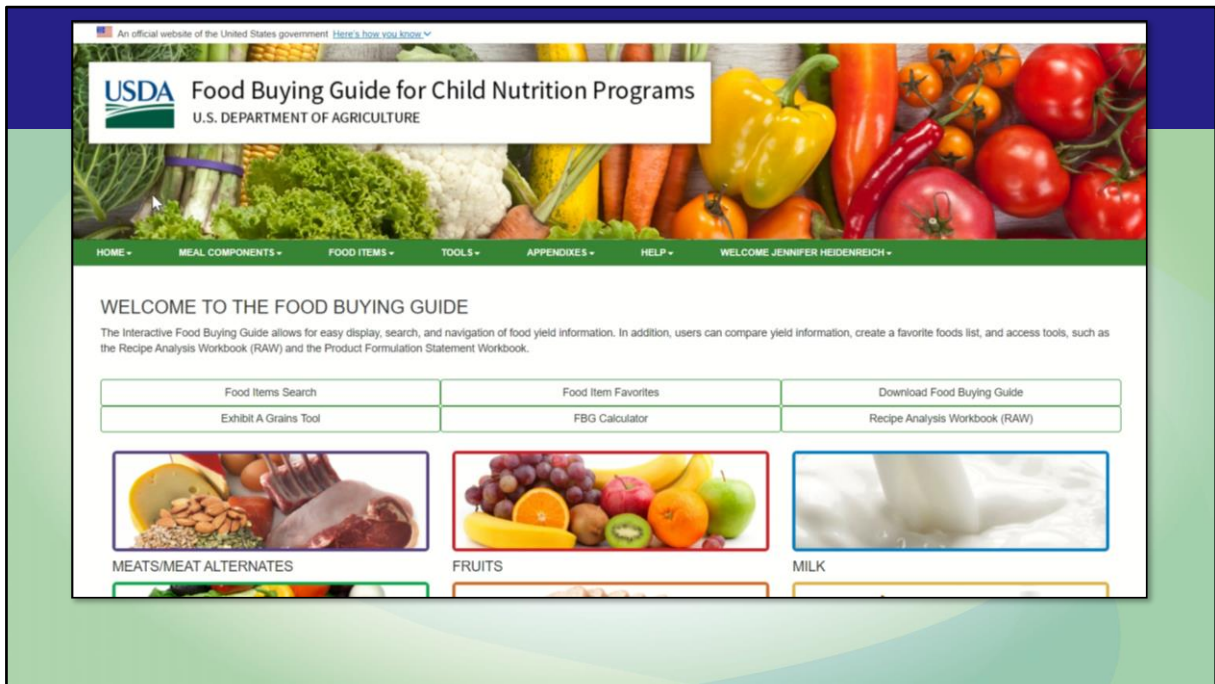 An official website of the United States government Here's how you know
USDA
Food Buying Guide for Child Nutrition Programs
U.S. DEPARTMENT OF AGRICULTURE
HOME MEAL COMPONENTS FOOD ITEMS TOOLS APPENDIXES HELP WELCOME JENNIFER HEIDENREICH
WELCOME TO THE FOOD BUYING GUIDE
The Interactive Food Buying Guide allows for easy display, search, and navigation of food yield information. In addition, users can compare yield information, create a favorite foods list, and access tools, such as
the Recipe Analysis Workbook (RAW) and the Product Formulation Statement Workbook.
Food Items Search Food Item Favorites Download Food Buying Guide
Exhibit A Grains Tool FBG Calculator Recipe Analysis Workbook (RAW)
MEATS/MEAT ALTERNATES FRUITS MILK